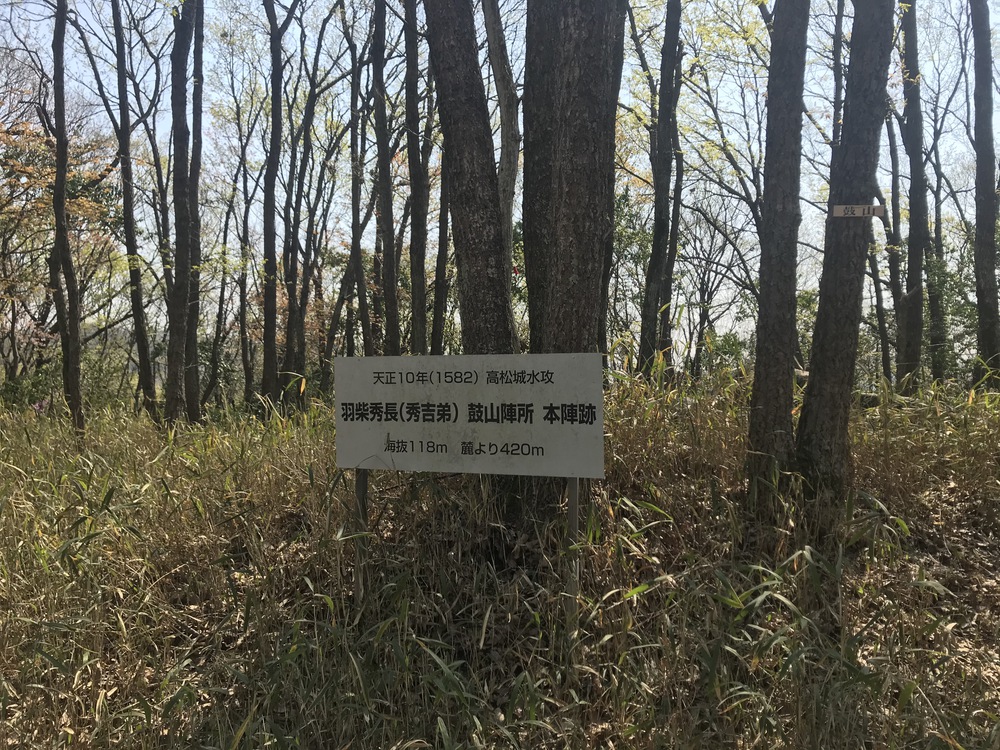 天正10年(1582) 高松城水攻
羽柴秀長(秀吉弟) 鼓山陣所 本陣跡
海抜118m 麓より420m
鼓山